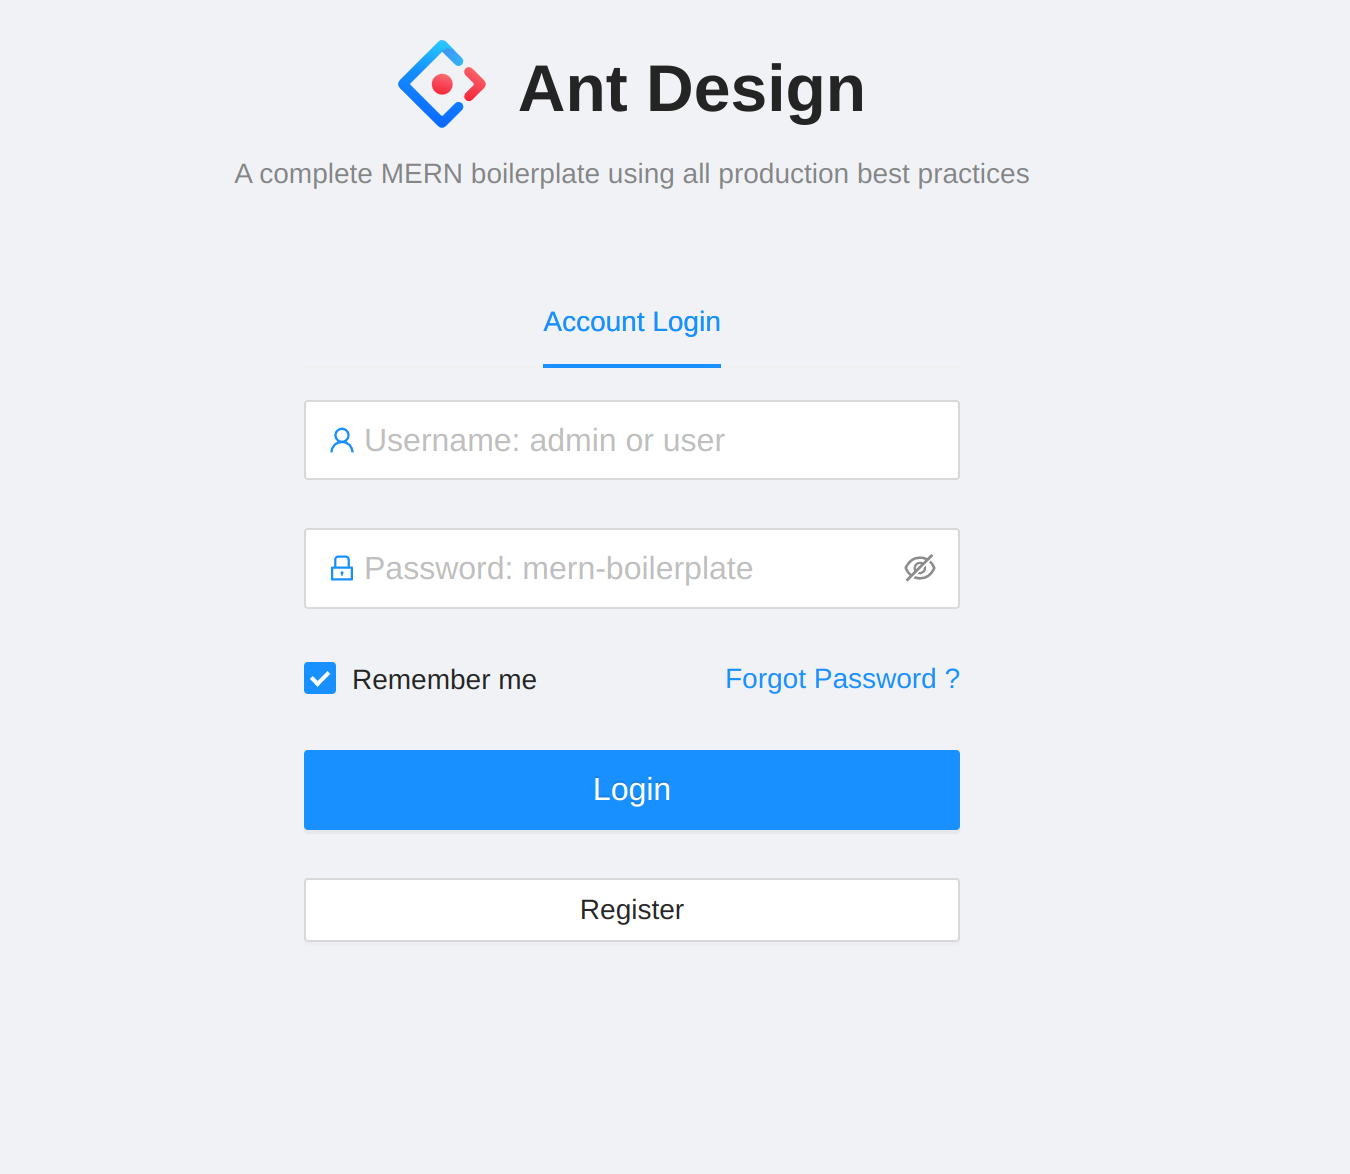 Ant Design
A complete MERN boilerplate using all production best practices
Account Login
Username: admin or user
Password: mern-boilerplate
Remember me
Forgot Password ?
Login
Register